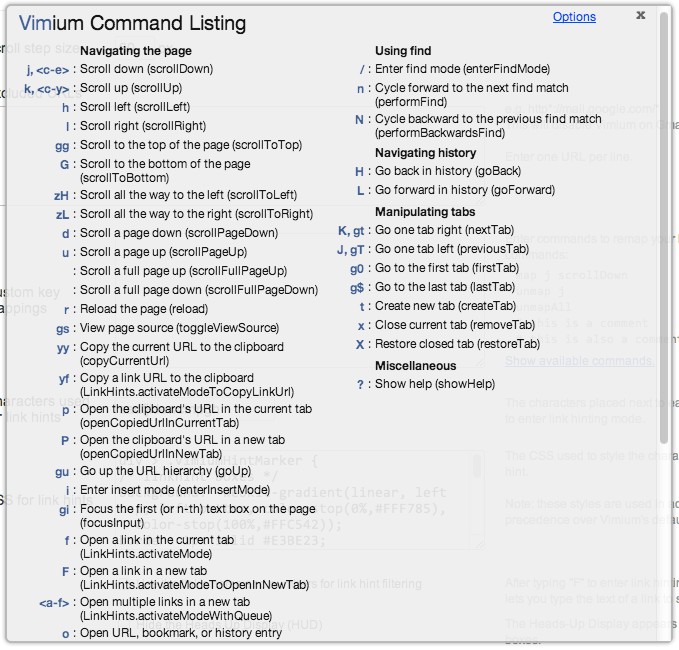 Vimium Command Listing
Options
x
Navigating the page
j, <c-e> : Scroll down (scrollDown)
k, <c-y> : Scroll up (scrollUp)
h : Scroll left (scrollLeft)
l : Scroll right (scrollRight)
gg : Scroll to the top of the page (scrollToTop)
G : Scroll to the bottom of the page
(scrollToBottom)
zH : Scroll all the way to the left (scrollToLeft)
zL : Scroll all the way to the right (scrollToRight)
d : Scroll a page down (scrollPageDown)
u : Scroll a page up (scrollPageUp)
: Scroll a full page up (scrollFullPageUp)
: Scroll a full page down (scrollFullPageDown)
r : Reload the page (reload)
gs : View page source (toggleViewSource)
yy : Copy the current URL to the clipboard
(copyCurrentUrl)
yf : Copy a link URL to the clipboard
(LinkHints.activateModeToCopyLinkUrl)
p : Open the clipboard's URL in the current tab
(openCopiedUrlInCurrentTab)
P : Open the clipboard's URL in a new tab
(openCopiedUrlInNewTab)
gu : Go up the URL hierarchy (goUp)
i : Enter insert mode (enterInsertMode)
gi : Focus the first (or n-th) text box on the page
(focusInput)
f : Open a link in the current tab
(LinkHints.activateMode)
F : Open a link in a new tab
(LinkHints.activateModeToOpenInNewTab)
<a-f> : Open multiple links in a new tab
(LinkHints.activateModeWithQueue)
o : Open URL, bookmark, or history entry
Using find
/ : Enter find mode (enterFindMode)
n : Cycle forward to the next find match
(performFind)
N : Cycle backward to the previous find match
(performBackwardsFind)
Navigating history
H : Go back in history (goBack)
L : Go forward in history (goForward)
Manipulating tabs
K, gt : Go one tab right (nextTab)
J, gT : Go one tab left (previousTab)
g0 : Go to the first tab (firstTab)
g$ : Go to the last tab (lastTab)
t : Create new tab (createTab)
x : Close current tab (removeTab)
X : Restore closed tab (restoreTab)
Miscellaneous
? : Show help (showHelp)
Show available commands.